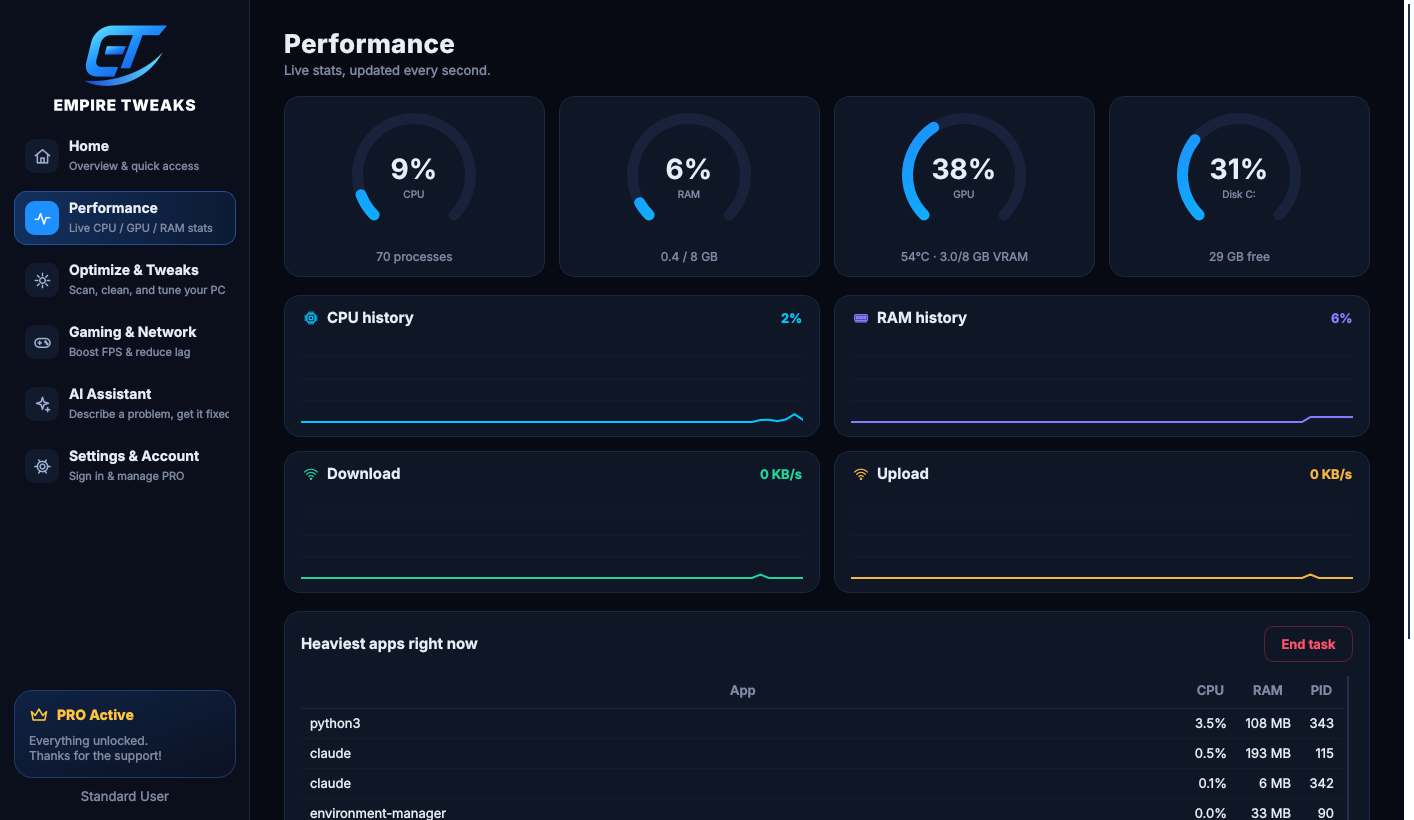 ET
EMPIRE TWEAKS
Home
Overview & quick access
Performance
Live CPU / GPU / RAM stats
Optimize & Tweaks
Scan, clean, and tune your PC
Gaming & Network
Boost FPS & reduce lag
AI Assistant
Describe a problem, get it fixed
Settings & Account
Sign in & manage PRO
PRO Active
Everything unlocked.
Thanks for the support!
Standard User
Performance
Live stats, updated every second.
9%
CPU
70 processes
6%
RAM
0.4 / 8 GB
38%
GPU
54°C · 3.0/8 GB VRAM
31%
Disk C:
29 GB free
CPU history 2%
RAM history 6%
Download 0 KB/s
Upload 0 KB/s
Heaviest apps right now End task
App CPU RAM PID
python3 3.5% 108 MB 343
claude 0.5% 193 MB 115
claude 0.1% 6 MB 342
environment-manager 0.0% 33 MB 90